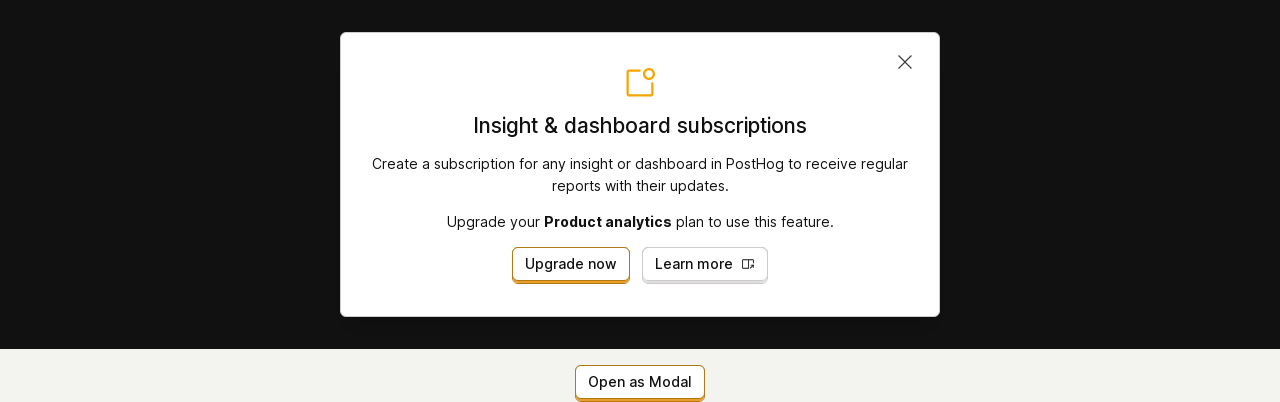 Insight & dashboard subscriptions
Create a subscription for any insight or dashboard in PostHog to receive regular
reports with their updates.
Upgrade your Product analytics plan to use this feature.
Upgrade now
Learn more
Open as Modal